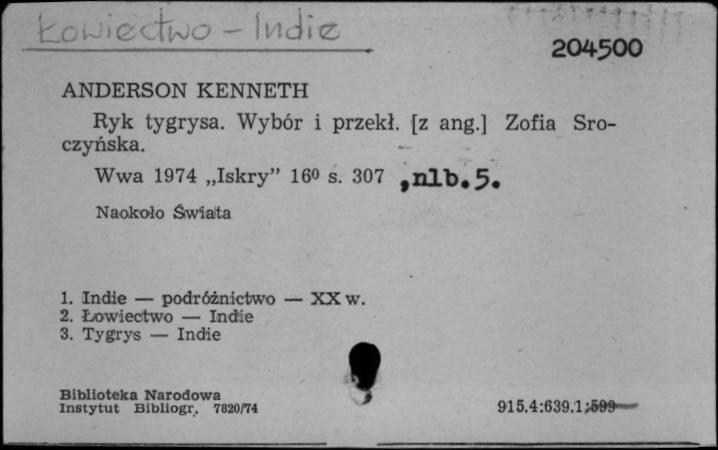 Łowiectwo – Indie
204500
ANDERSON KENNETH
Ryk tygrysa. Wybór i przekł. [z ang.] Zofia Sro-
czyńska.
Wwa 1974 „Iskry” 16⁰ s. 307 ,nlb.5.
Naokoło Świata
1. Indie — podróżnictwo — XX w.
2. Łowiectwo — Indie
3. Tygrys — Indie
Biblioteka Narodowa
Instytut Bibliogr. 7820/74
915.4:639.1:599